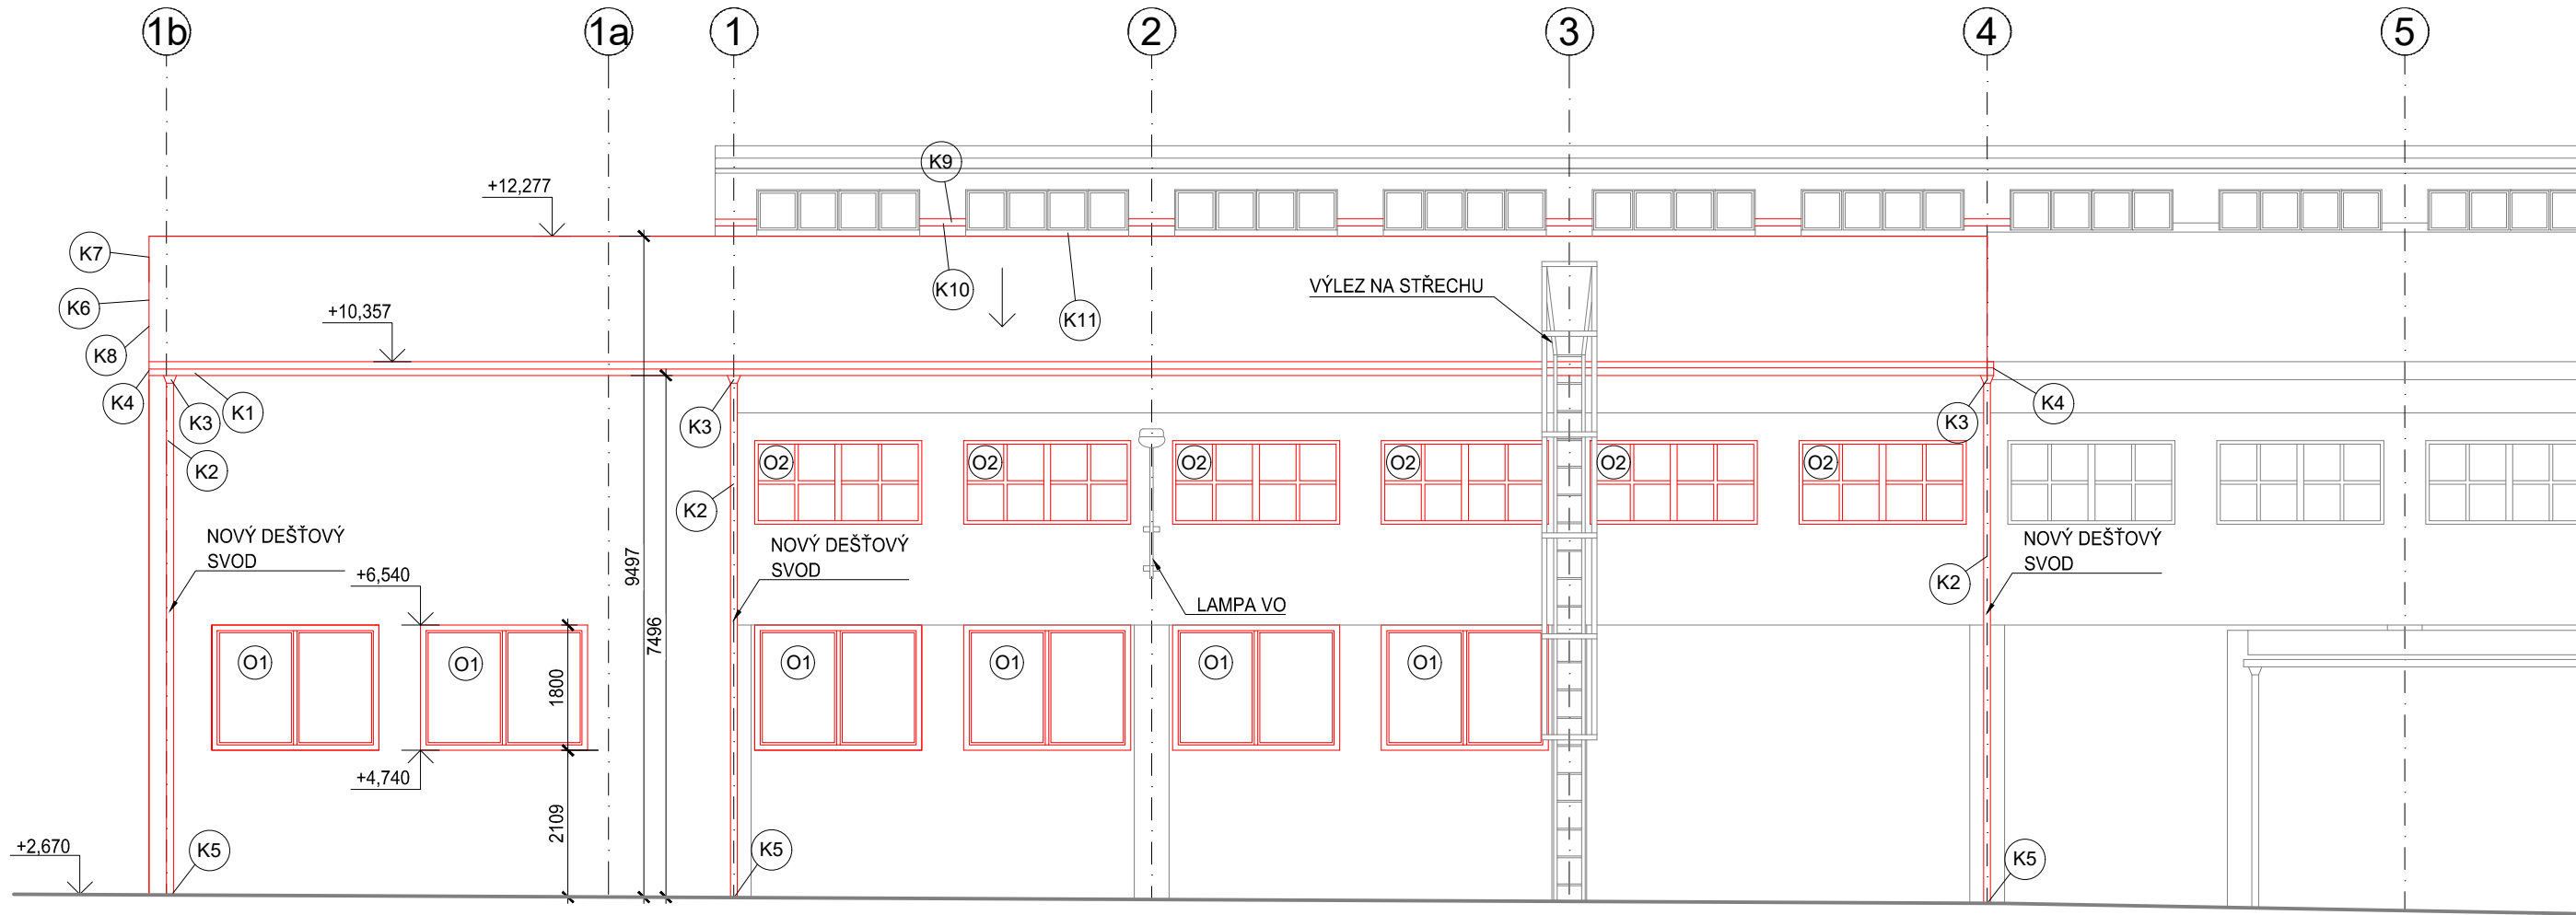 1b
1a
1
2
3
4
5
K9
+12,277
K7
K6
K10
K11
VÝLEZ NA STŘECHU
+10,357
K8
K4
K3
K1
K3
K3
K4
K2
O2
O2
O2
O2
O2
O2
K2
NOVÝ DEŠŤOVÝ
SVOD
NOVÝ DEŠŤOVÝ
SVOD
NOVÝ DEŠŤOVÝ
SVOD
9497
7496
+6,540
K2
LAMPA VO
O1
O1
O1
O1
O1
O1
1800
+4,740
2109
+2,670
K5
K5
K5